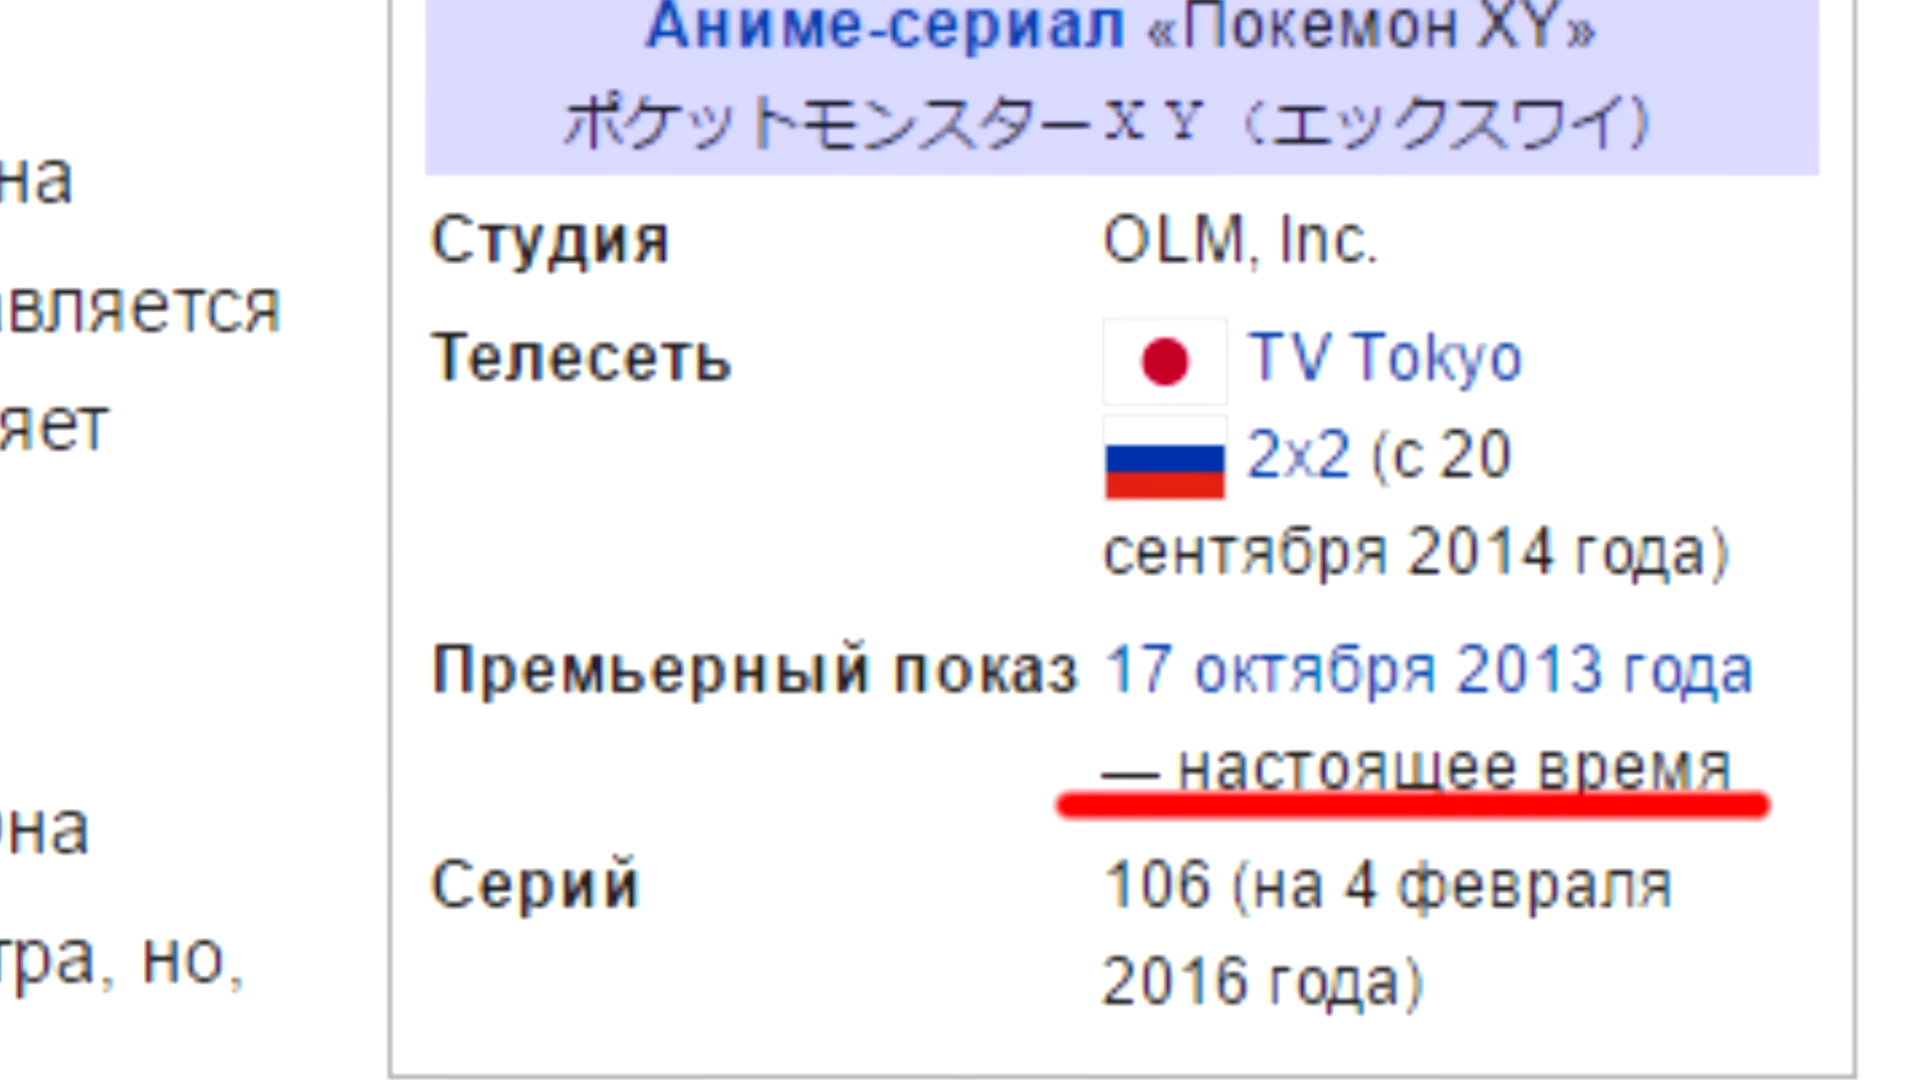 Аниме-сериал «Покемон XY»
ポケットモンスターＸＹ（エックスワイ）
на
Студия OLM, Inc.
вляется
Телесеть TV Tokyo
яет
2x2 (с 20
сентября 2014 года)
Премьерный показ 17 октября 2013 года
— настоящее время
на
Серий 106 (на 4 февраля
тра, но,
2016 года)